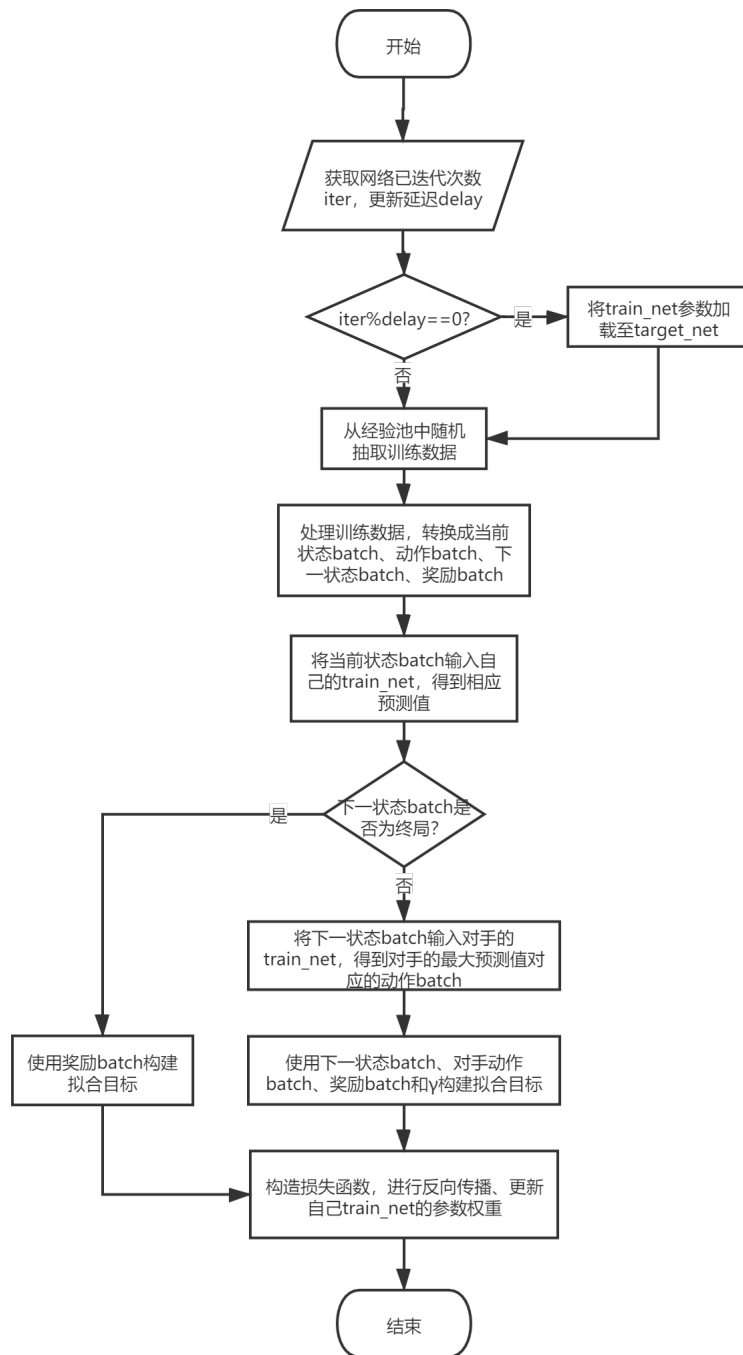 开始
获取网络已迭代次数
iter，更新延迟delay
iter%delay==0?
是
将train_net参数加
载至target_net
否
从经验池中随机
抽取训练数据
处理训练数据，转换成当前
状态batch、动作batch、下
一状态batch、奖励batch
将当前状态batch输入自
己的train_net，得到相应
预测值
下一状态batch是
否为终局？
是
否
将下一状态batch输入对手的
train_net，得到对手的最大预测值对
应的动作batch
使用奖励batch构建
拟合目标
使用下一状态batch、对手动作
batch、奖励batch和γ构建拟合目标
构造损失函数，进行反向传播、更新
自己train_net的参数权重
结束